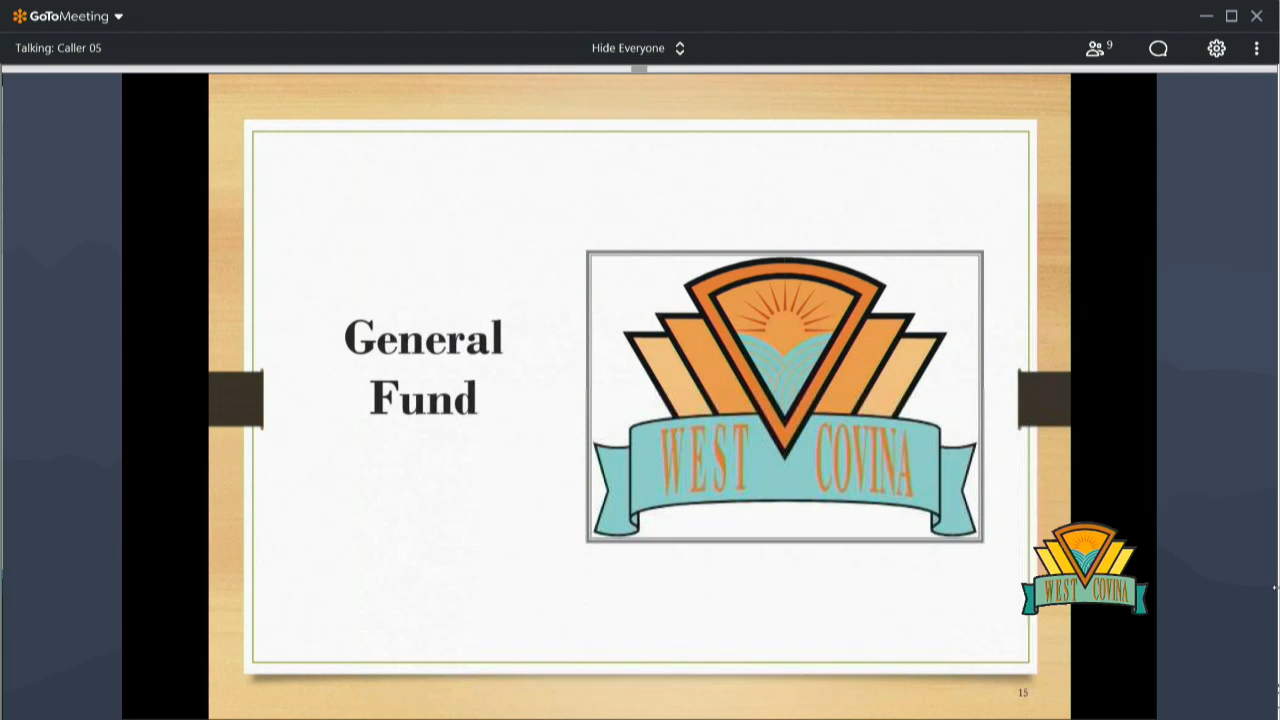 GoToMeeting
Talking: Caller 05
Hide Everyone
9
General
Fund
WEST COVINA
WEST COVINA
15